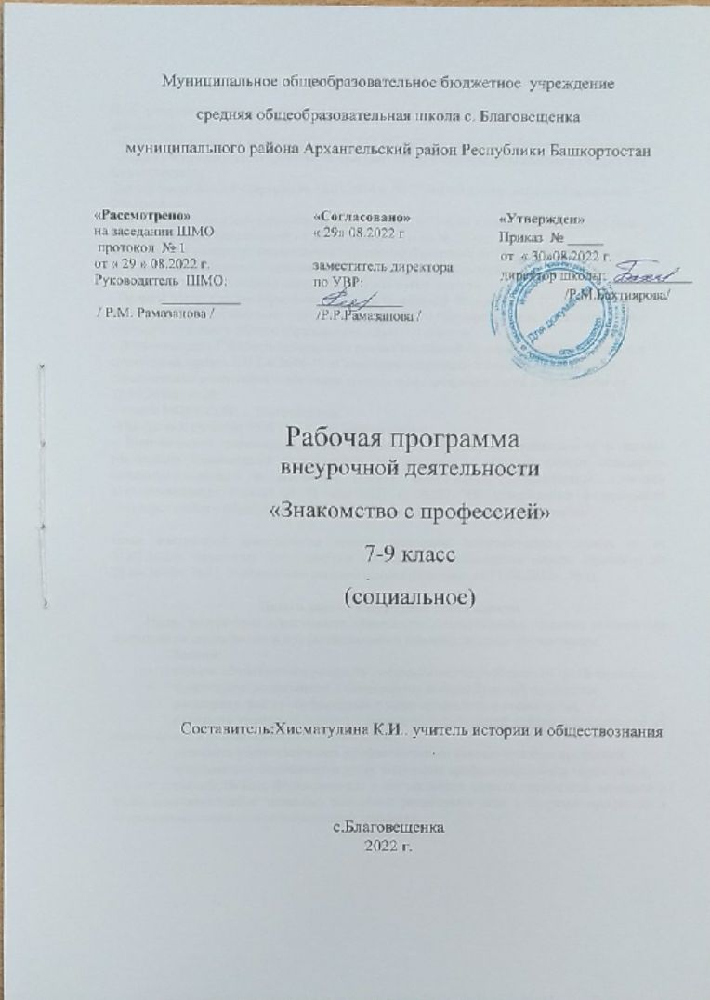 Муниципальное общеобразовательное бюджетное учреждение
средняя общеобразовательная школа с. Благовещенка
муниципального района Архангельский район Республики Башкортостан
«Рассмотрено»
на заседании ШМО
протокол № 1
от « 29 » 08.2022 г.
Руководитель ШМО:
/ Р.М. Рамазанова /
«Согласовано»
« 29» 08.2022 г
заместитель директора
по УВР:
/Р.Р.Рамазанова /
«Утвержден»
Приказ № _____
от « 30»08.2022 г.
директор школы:
/Р.М.Бахтиярова/
Для документов
Рабочая программа
внеурочной деятельности
«Знакомство с профессией»
7-9 класс
(социальное)
Составитель:Хисматулина К.И.. учитель истории и обществознания
с.Благовещенка
2022 г.